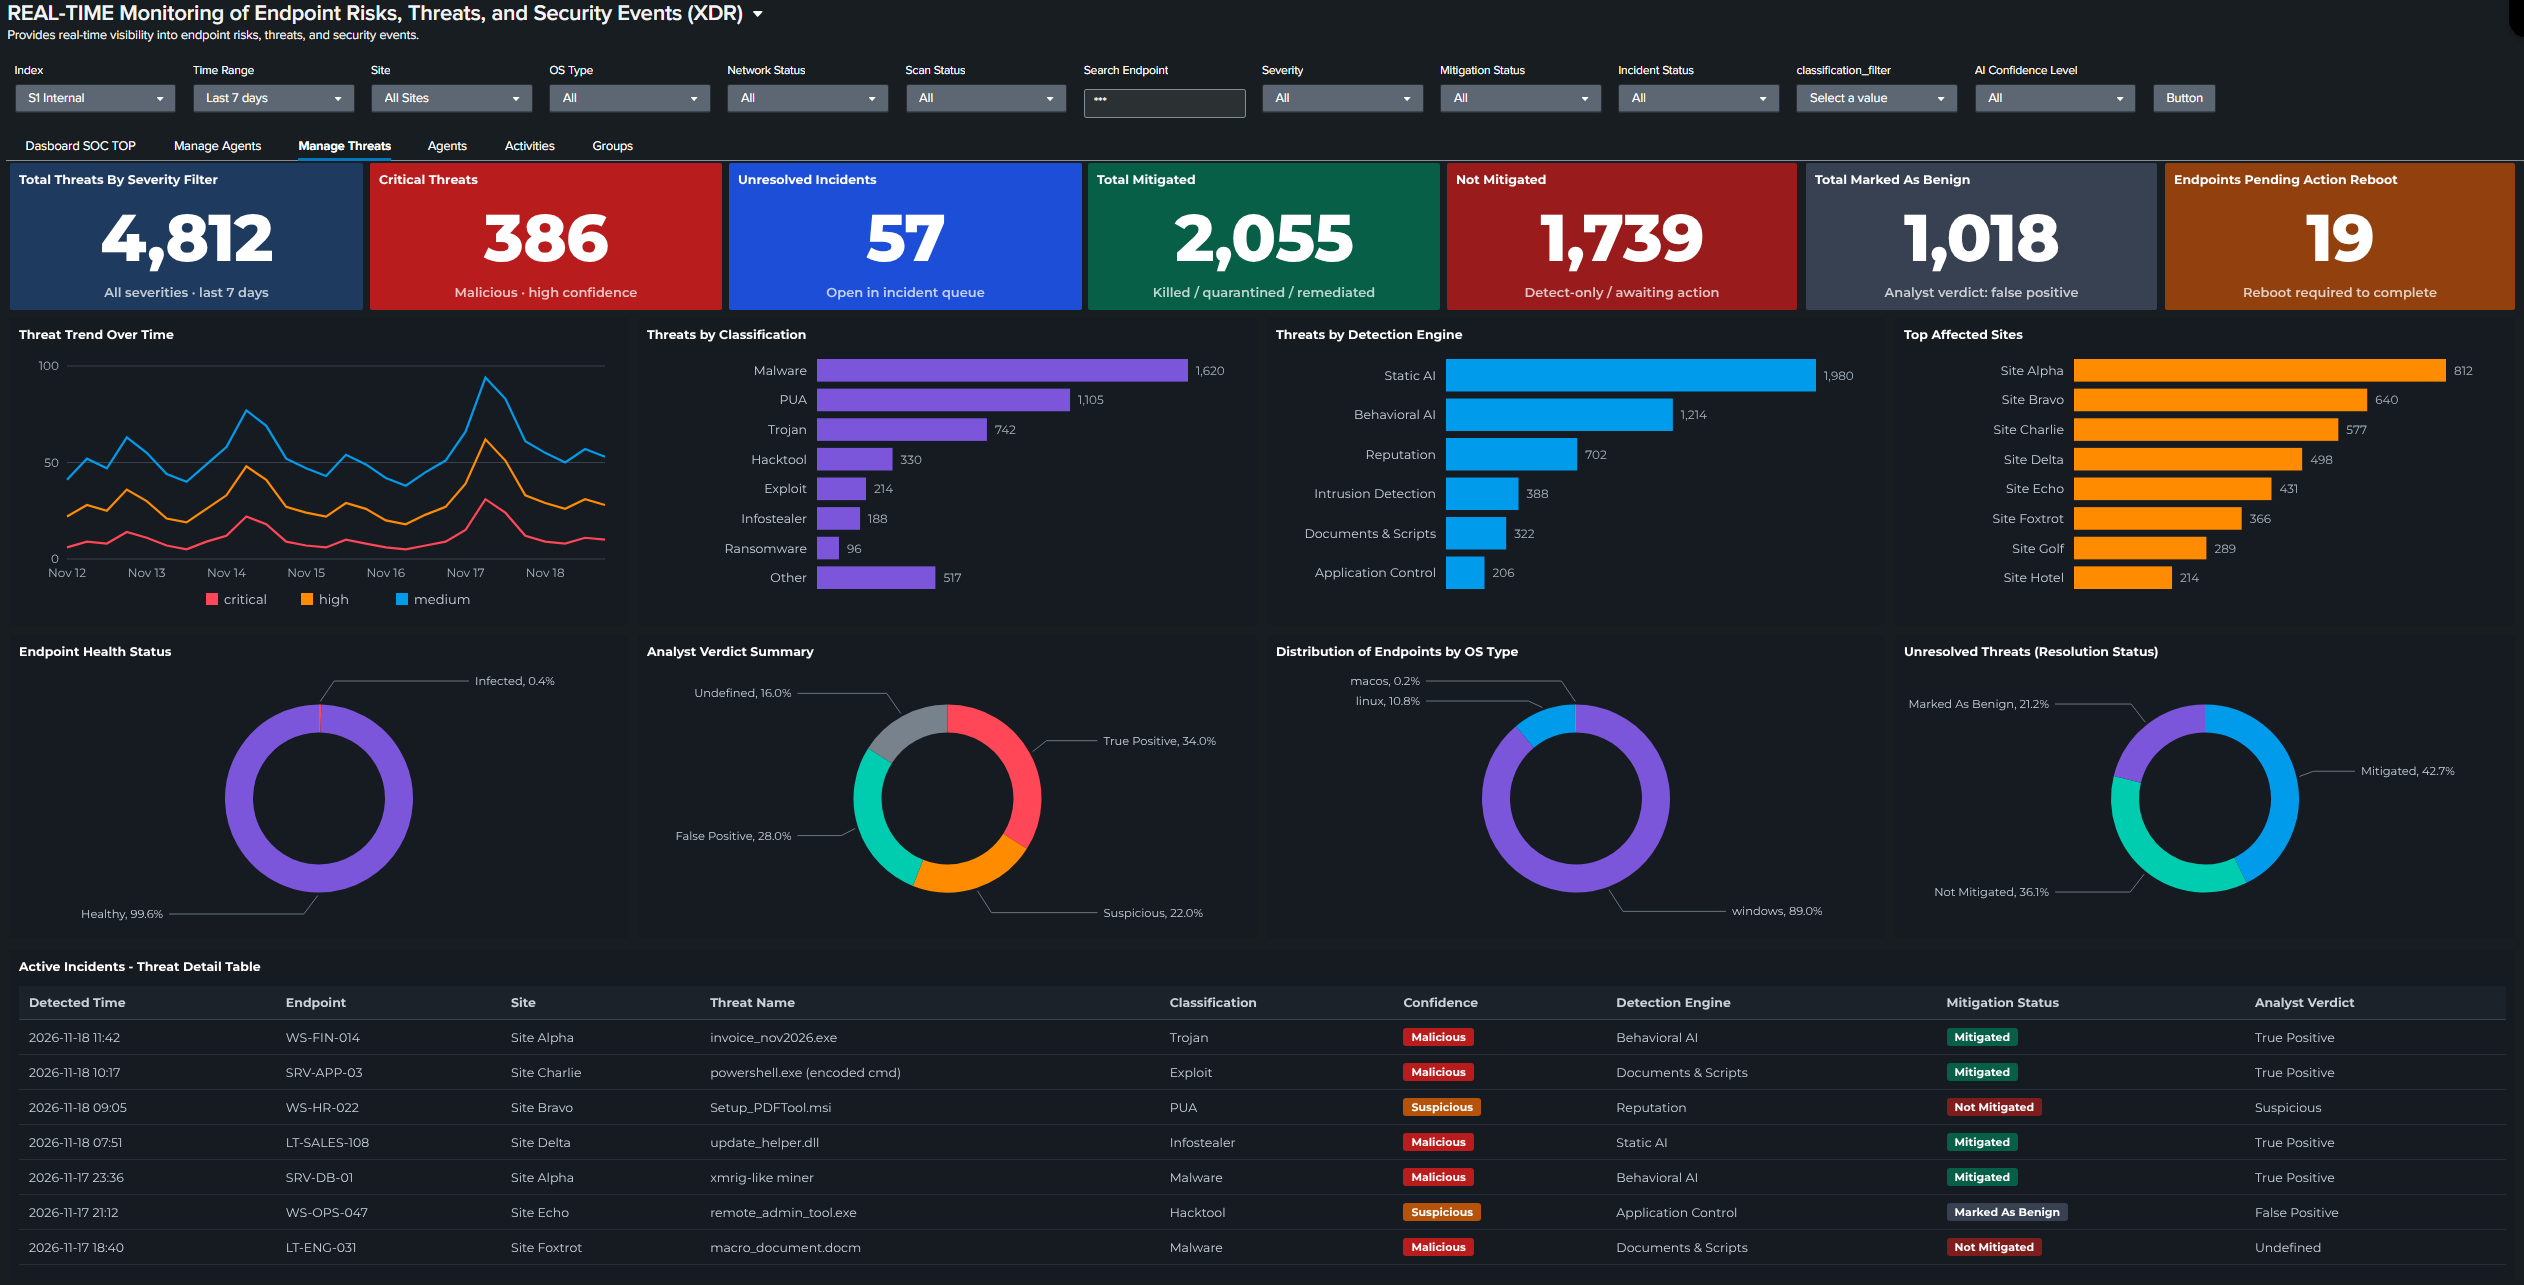 REAL-TIME Monitoring of Endpoint Risks, Threats, and Security Events (XDR)
Provides real-time visibility into endpoint risks, threats, and security events.
Index Time Range Site OS Type Network Status Scan Status Search Endpoint Severity Mitigation Status Incident Status classification_filter AI Confidence Level
S1 Internal Last 7 days All Sites All All All *** All All All Select a value All Button
Dasboard SOC TOP Manage Agents Manage Threats Agents Activities Groups
Total Threats By Severity Filter
4,812
All severities · last 7 days
Critical Threats
386
Malicious · high confidence
Unresolved Incidents
57
Open in incident queue
Total Mitigated
2,055
Killed / quarantined / remediated
Not Mitigated
1,739
Detect-only / awaiting action
Total Marked As Benign
1,018
Analyst verdict: false positive
Endpoints Pending Action Reboot
19
Reboot required to complete
Threat Trend Over Time
100
50
0
Nov 12 Nov 13 Nov 14 Nov 15 Nov 16 Nov 17 Nov 18
critical high medium
Threats by Classification
Malware 1,620
PUA 1,105
Trojan 742
Hacktool 330
Exploit 214
Infostealer 188
Ransomware 96
Other 517
Threats by Detection Engine
Static AI 1,980
Behavioral AI 1,214
Reputation 702
Intrusion Detection 388
Documents & Scripts 322
Application Control 206
Top Affected Sites
Site Alpha 812
Site Bravo 640
Site Charlie 577
Site Delta 498
Site Echo 431
Site Foxtrot 366
Site Golf 289
Site Hotel 214
Endpoint Health Status
Infected, 0.4%
Healthy, 99.6%
Analyst Verdict Summary
Undefined, 16.0%
True Positive, 34.0%
False Positive, 28.0%
Suspicious, 22.0%
Distribution of Endpoints by OS Type
macos, 0.2%
linux, 10.8%
windows, 89.0%
Unresolved Threats (Resolution Status)
Marked As Benign, 21.2%
Mitigated, 42.7%
Not Mitigated, 36.1%
Active Incidents - Threat Detail Table
Detected Time Endpoint Site Threat Name Classification Confidence Detection Engine Mitigation Status Analyst Verdict
2026-11-18 11:42 WS-FIN-014 Site Alpha invoice_nov2026.exe Trojan Malicious Behavioral AI Mitigated True Positive
2026-11-18 10:17 SRV-APP-03 Site Charlie powershell.exe (encoded cmd) Exploit Malicious Documents & Scripts Mitigated True Positive
2026-11-18 09:05 WS-HR-022 Site Bravo Setup_PDFTool.msi PUA Suspicious Reputation Not Mitigated Suspicious
2026-11-18 07:51 LT-SALES-108 Site Delta update_helper.dll Infostealer Malicious Static AI Mitigated True Positive
2026-11-17 23:36 SRV-DB-01 Site Alpha xmrig-like miner Malware Malicious Behavioral AI Mitigated True Positive
2026-11-17 21:12 WS-OPS-047 Site Echo remote_admin_tool.exe Hacktool Suspicious Application Control Marked As Benign False Positive
2026-11-17 18:40 LT-ENG-031 Site Foxtrot macro_document.docm Malware Malicious Documents & Scripts Not Mitigated Undefined